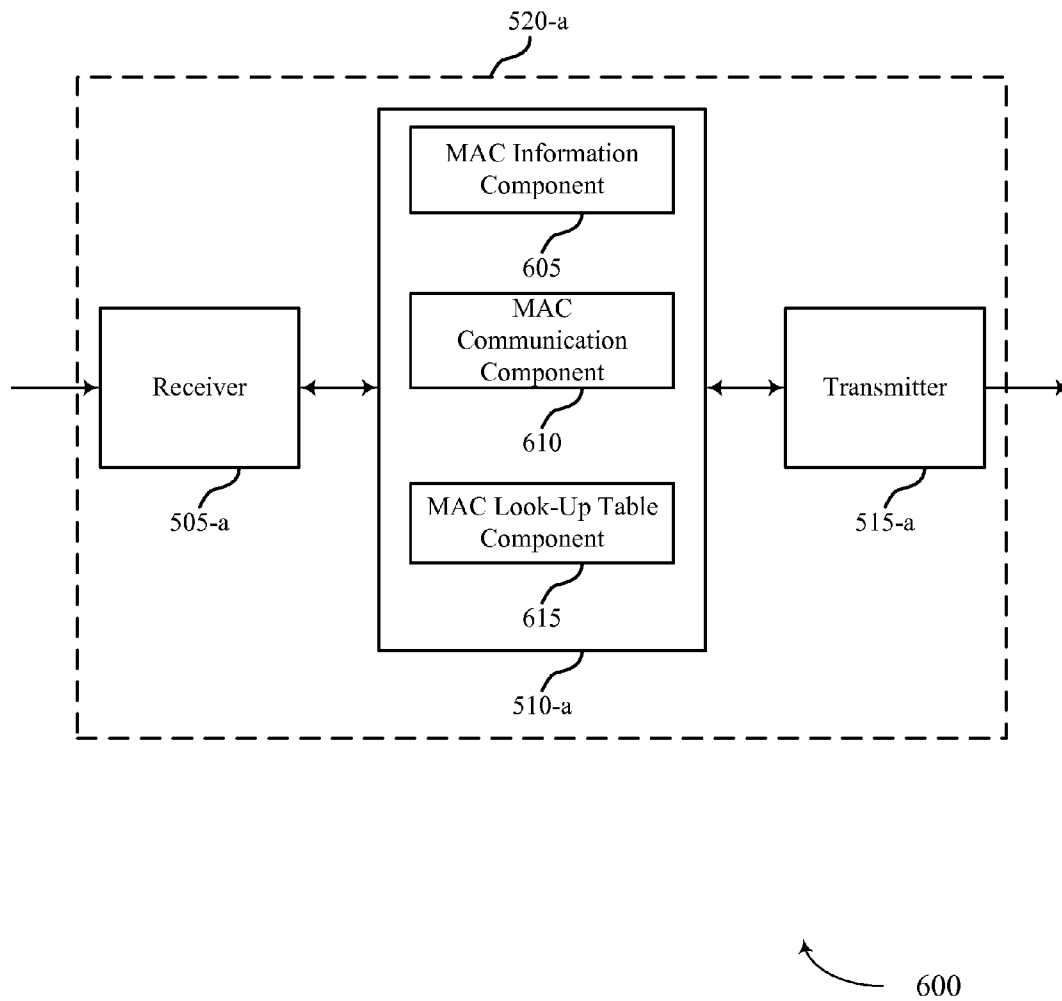 520-a
MAC Information
Component
605
MAC
Communication
Component
610
Receiver
505-a
Transmitter
515-a
MAC Look-Up Table
Component
615
510-a
600